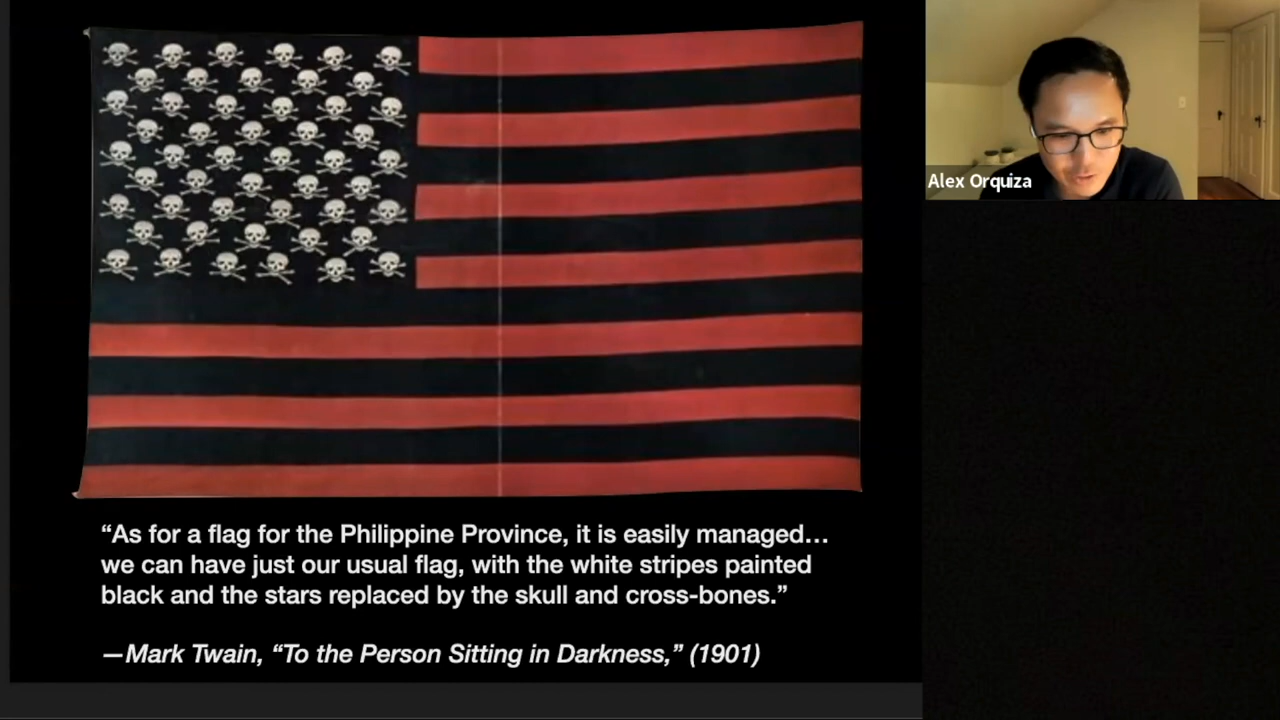 Alex Orquiza
“As for a flag for the Philippine Province, it is easily managed…
we can have just our usual flag, with the white stripes painted
black and the stars replaced by the skull and cross-bones.”
—Mark Twain, “To the Person Sitting in Darkness,” (1901)